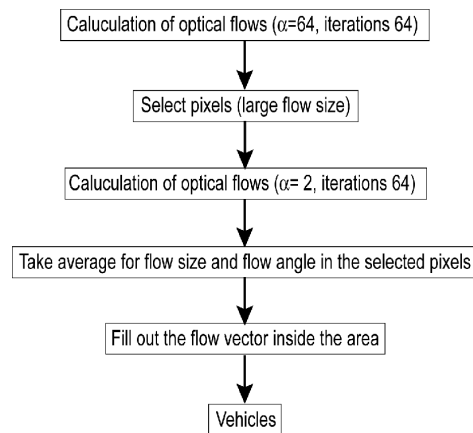 Caluculation of optical flows (α=64, iterations 64)
Select pixels (large flow size)
Caluculation of optical flows (α= 2, iterations 64)
Take average for flow size and flow angle in the selected pixels
Fill out the flow vector inside the area
Vehicles